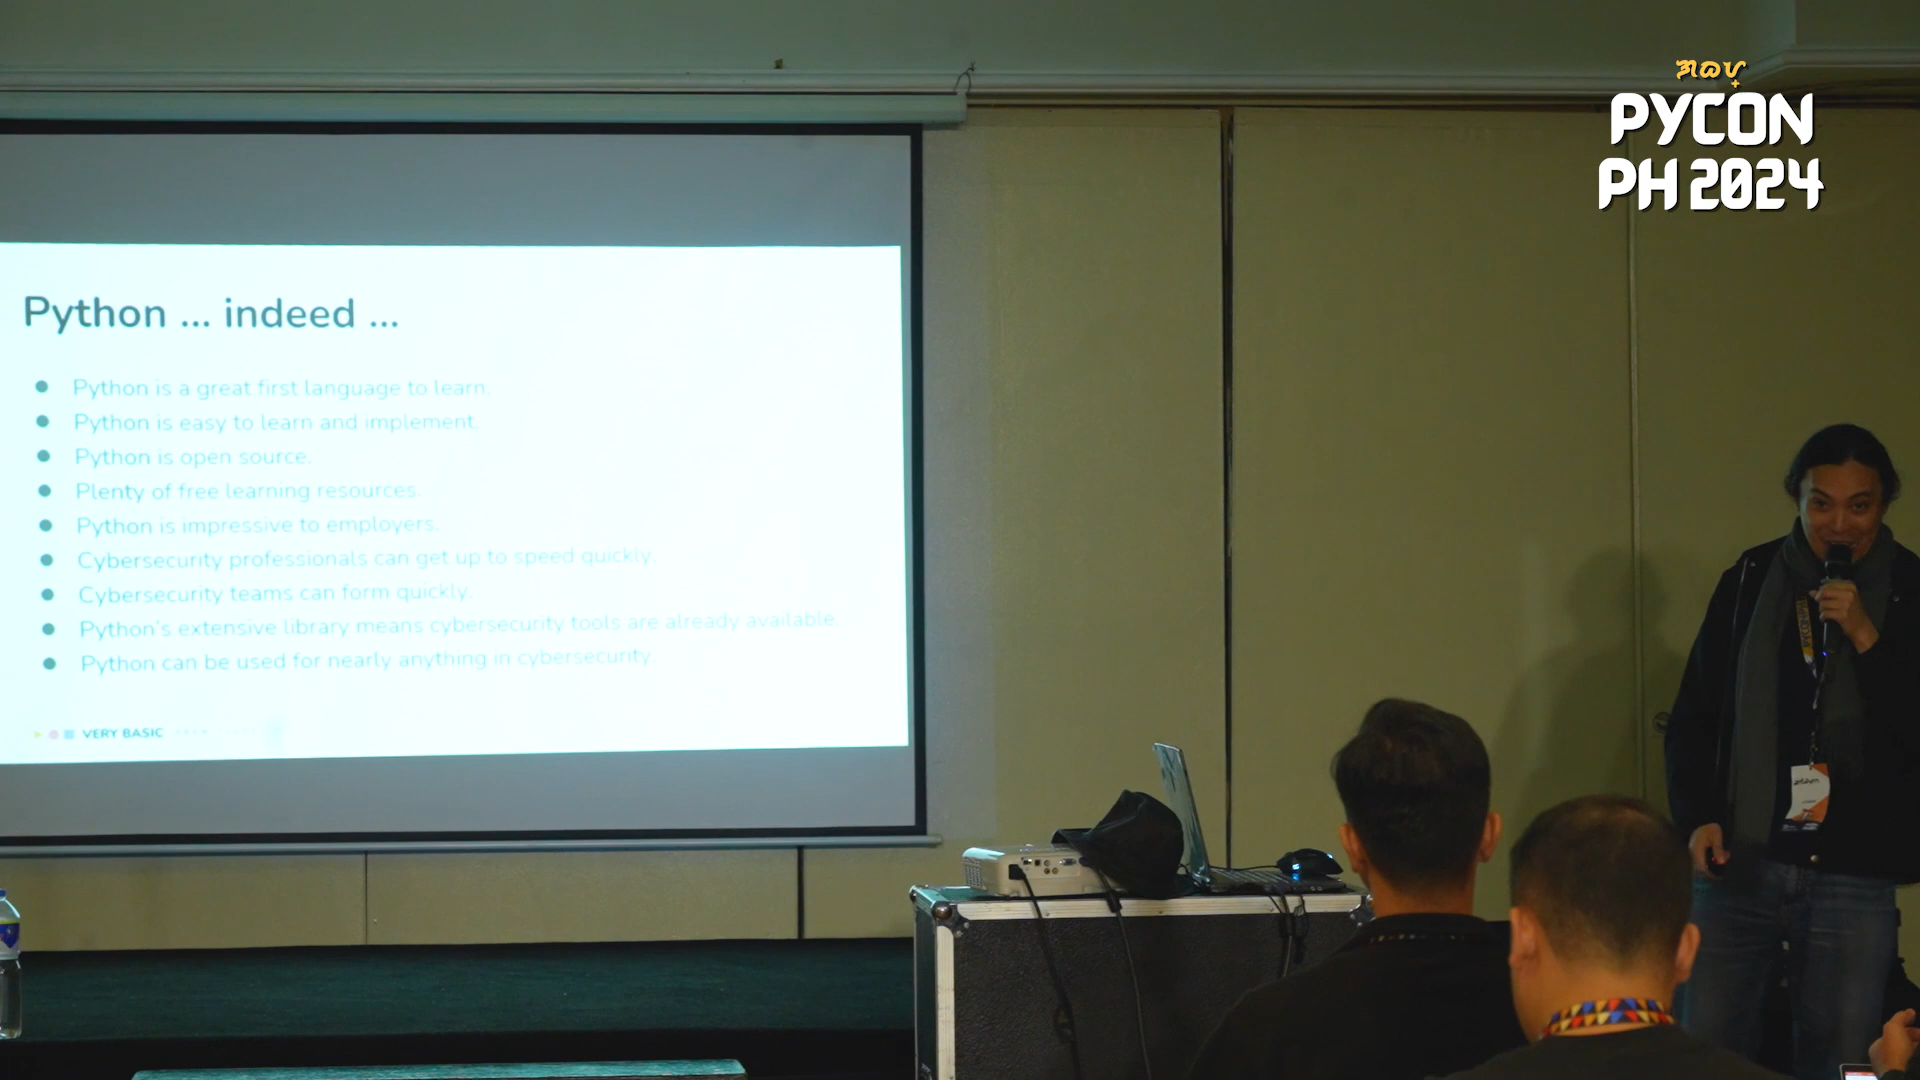 PYCON
PH 2024
Python ... indeed ...
● Python is a great first language to learn.
● Python is easy to learn and implement.
● Python is open source.
● Plenty of free learning resources.
● Python is impressive to employers.
● Cybersecurity professionals can get up to speed quickly.
● Cybersecurity teams can form quickly.
● Python's extensive library means cybersecurity tools are already available.
● Python can be used for nearly anything in cybersecurity.
VERY BASIC